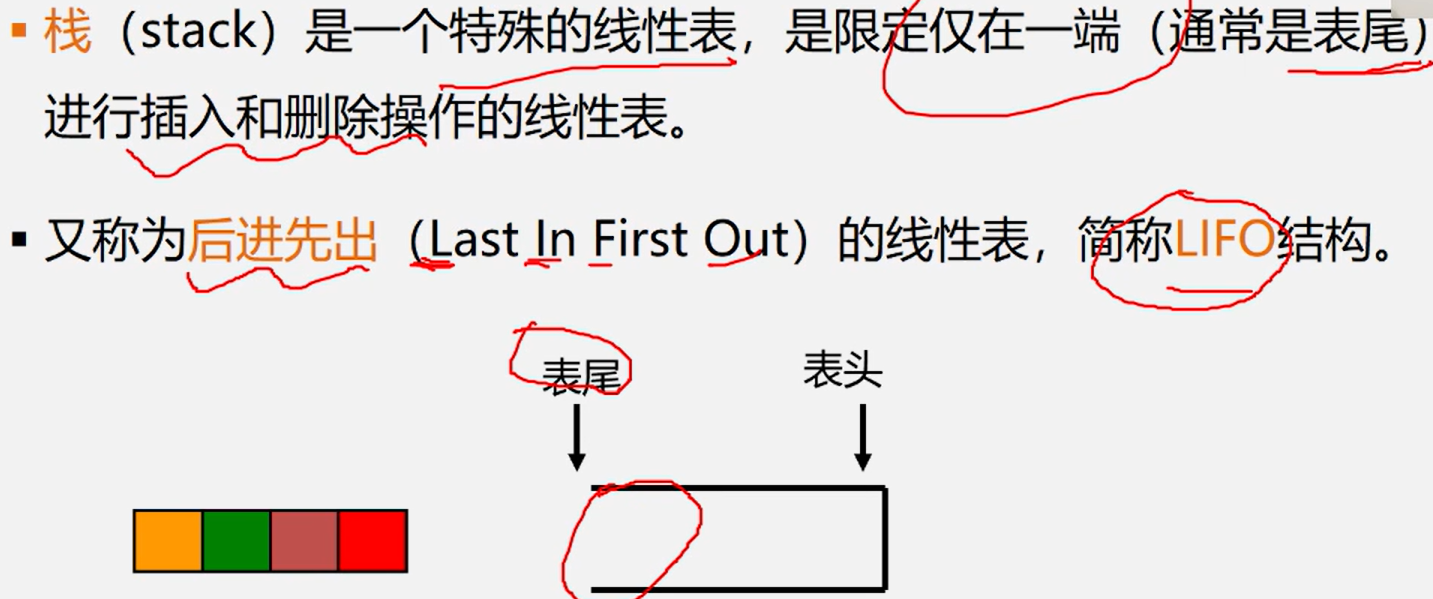 栈（stack）是一个特殊的线性表，是限定仅在一端（通常是表尾）
进行插入和删除操作的线性表。
又称为后进先出（Last In First Out）的线性表，简称LIFO结构。
表尾 表头